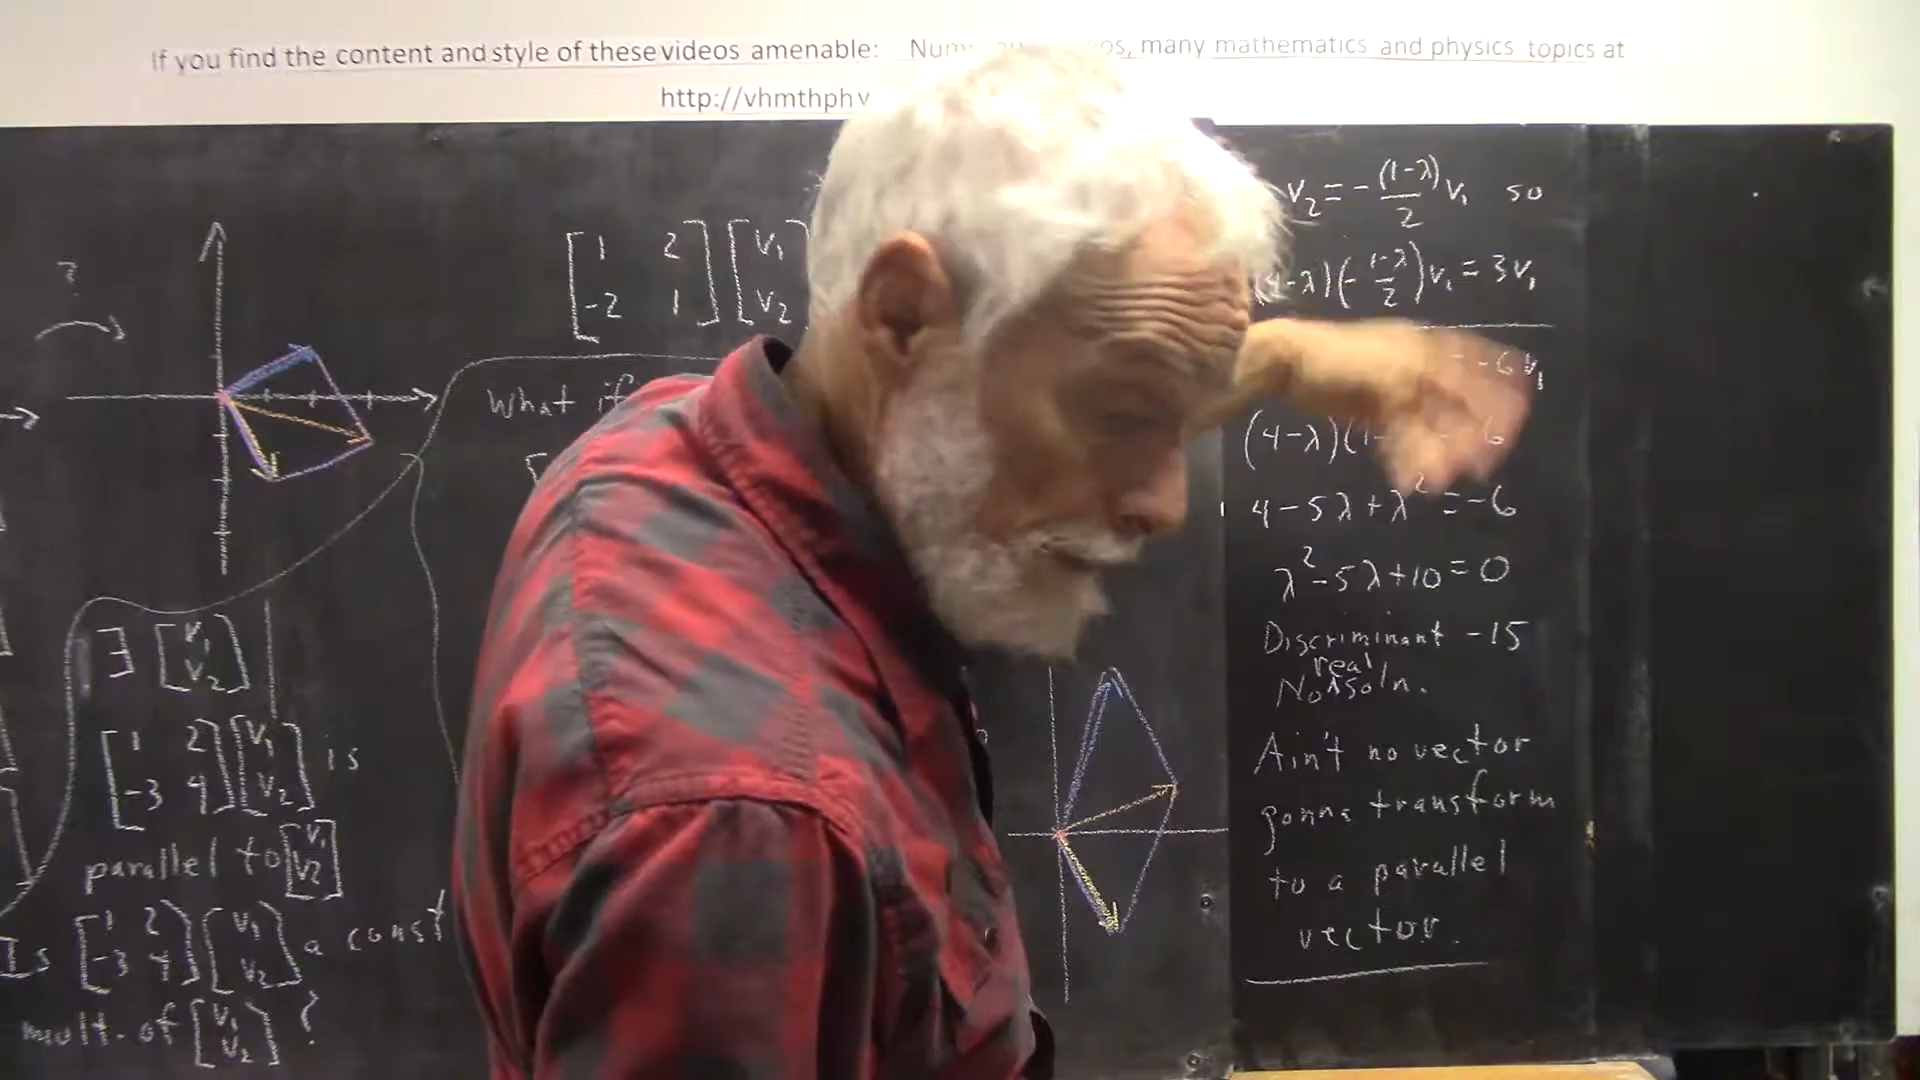 If you find the content and style of these videos amenable: many mathematics and physics topics at
http://vhmthph
?
[1 2
-2 1] [v₁
v₂
What if
∃ [v₁
v₂]
[1 2
-3 4] [v₁
v₂] is
parallel to [v₁
v₂]
Is [1 2
-3 4] [v₁
v₂] a const
mult. of [v₁
v₂] ?
v₂ = -(1-λ)/2 v₁ so
(4-λ)(-(1-λ)/2)v₁ = 3v₁
= -6v₁
(4-λ)(1- = -6
4-5λ+λ² = -6
λ²-5λ+10=0
Discriminant -15
No real soln.
Ain't no vector
gonna transform
to a parallel
vector.